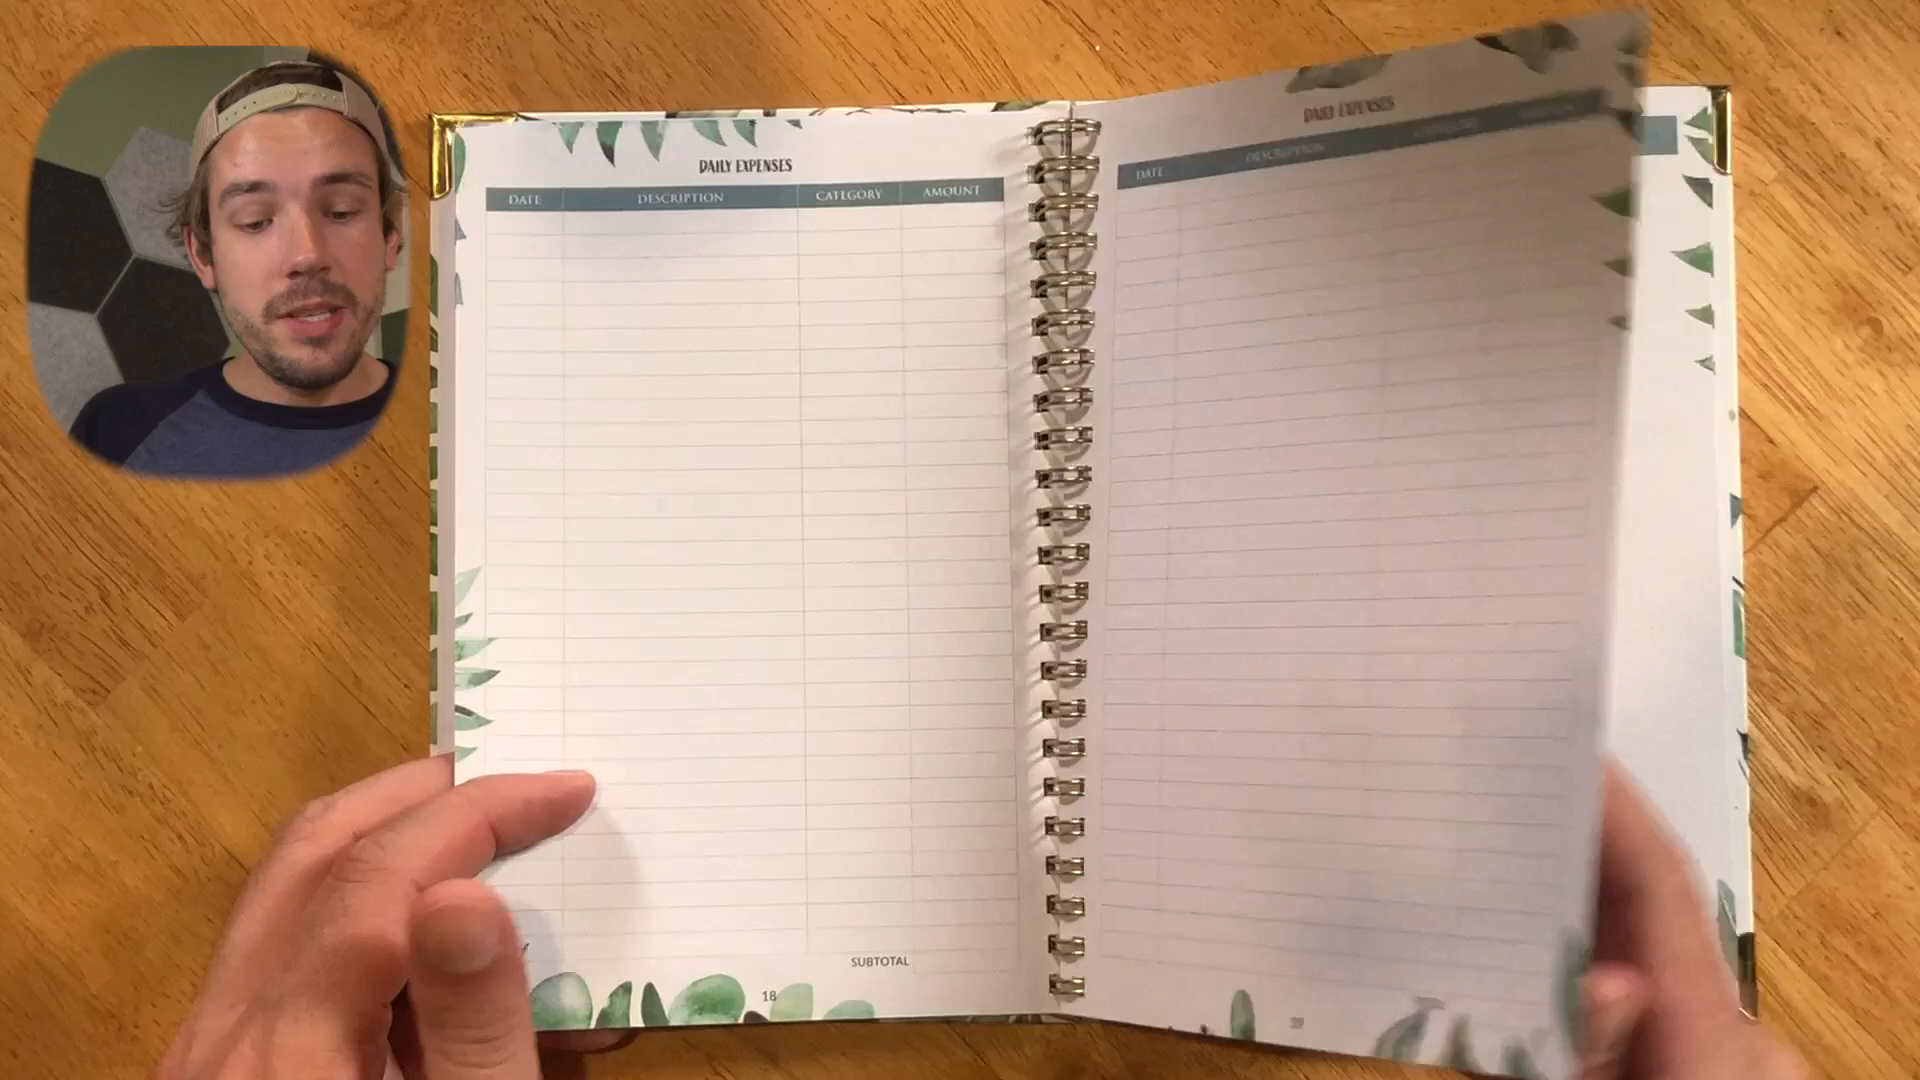 DAILY EXPENSES
DATE DESCRIPTION CATEGORY AMOUNT
SUBTOTAL
18
DAILY EXPENSES
DATE DESCRIPTION